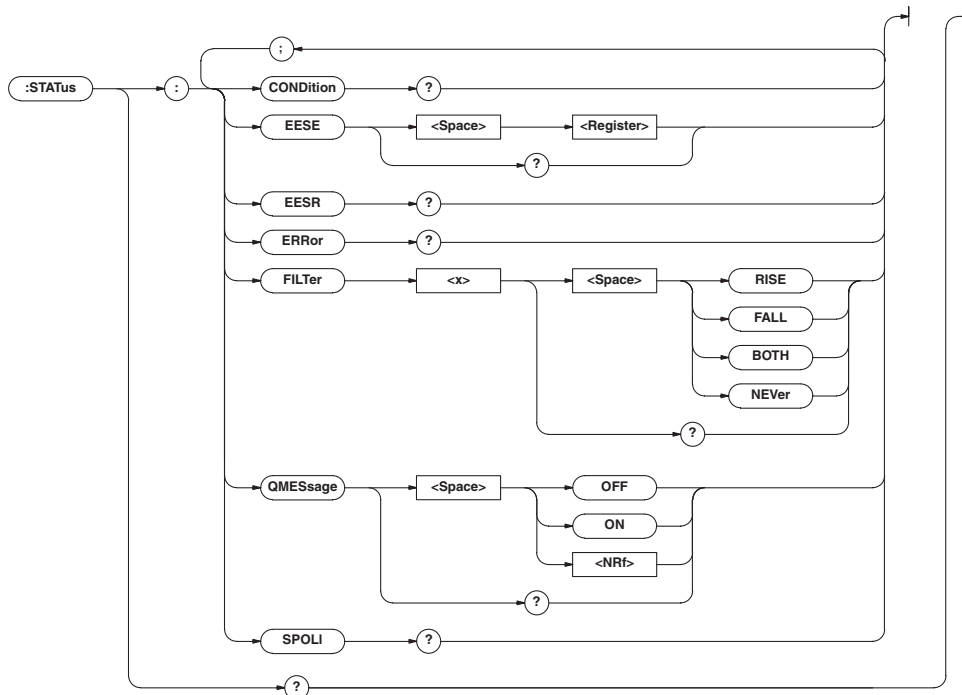 ;
:STATus : CONDition ?
EESE <Space> <Register>
?
EESR ?
ERRor ?
FILTer <x> <Space> RISE
FALL
BOTH
NEVer
?
QMESsage <Space> OFF
ON
<NRf>
?
SPOLl ?
?